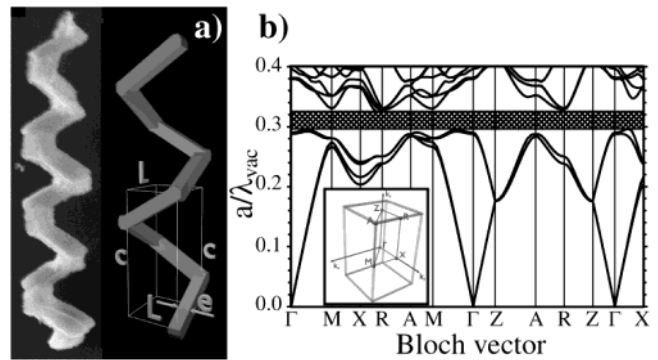 a)
L
c
c
L
e
b)
a/λvac
0.4
0.3
0.2
0.1
0.0
Γ M X R A M Γ Z A R Z Γ X
Bloch vector
Z
A
R
Γ
M
X